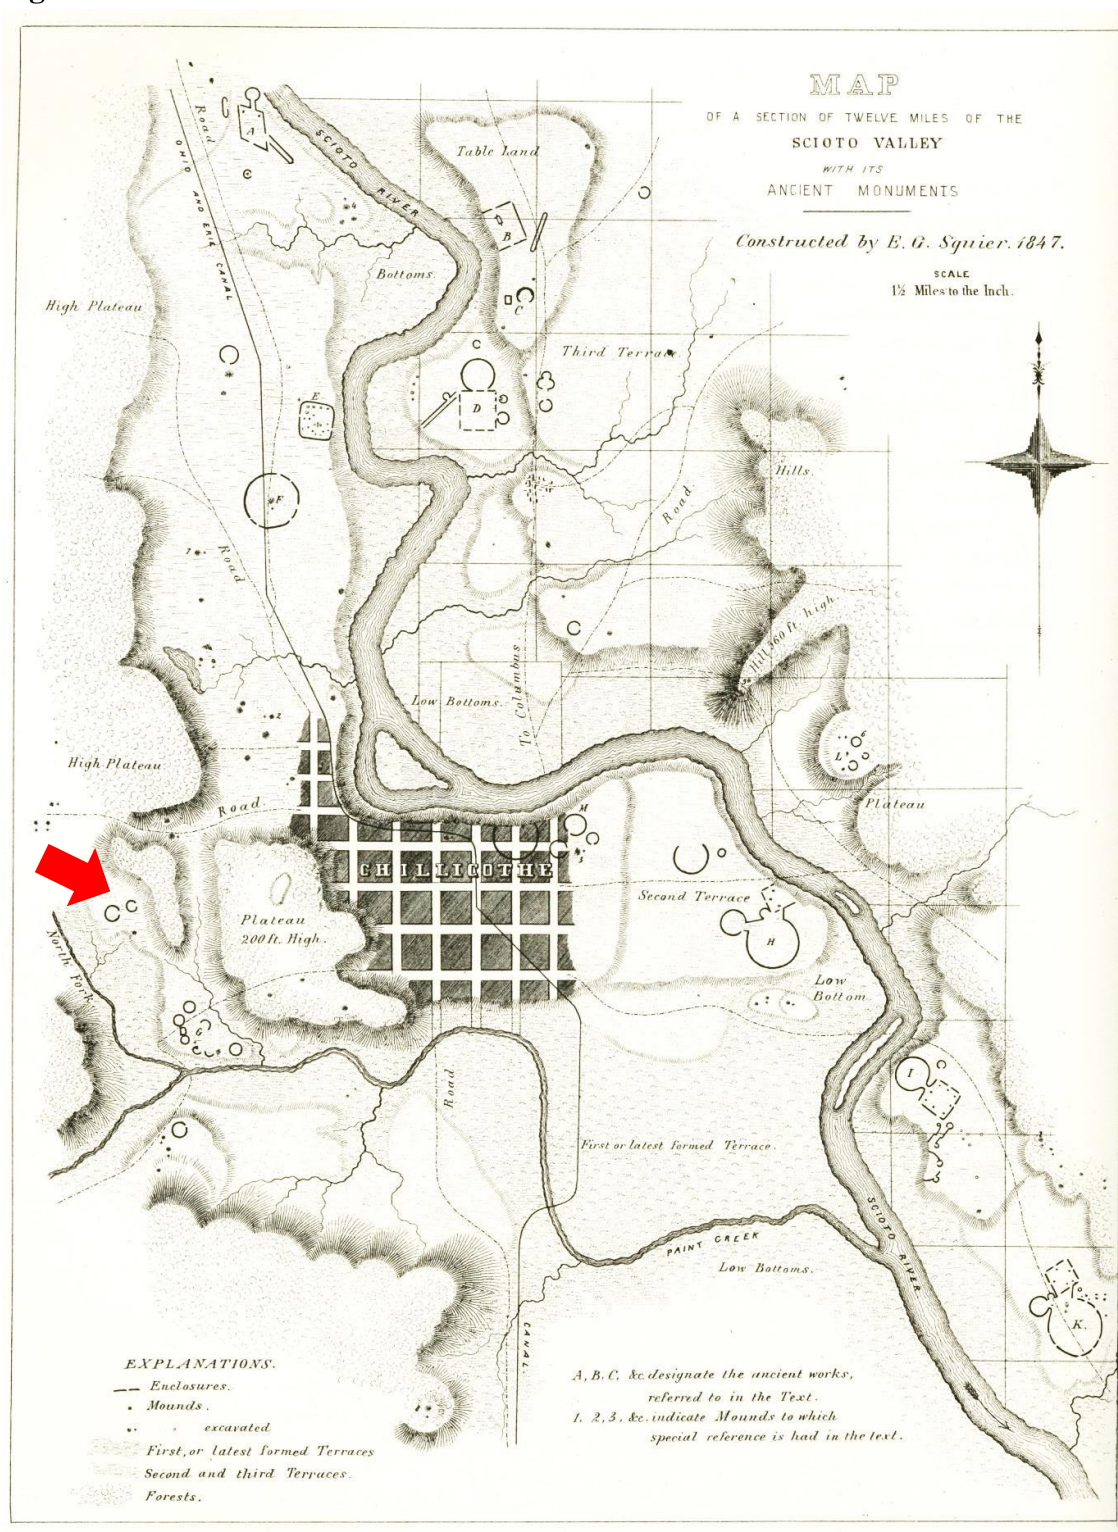 MAP
OF A SECTION OF TWELVE MILES OF THE
SCIOTO VALLEY
WITH ITS
ANCIENT MONUMENTS
Constructed by E. G. Squier. 1847.
SCALE
1½ Miles to the Inch.
Road
OHIO AND ERIE CANAL
SCIOTO RIVER
Table Land
4
B
Bottoms.
C
High Plateau
Third Terrace.
E
D
Hills.
F
Road
7
Road
Hill 360 ft. high
To Columbus
Low Bottoms.
2
High Plateau
6
L
Road
M
Plateau
5
CHILLICOTHE
Second Terrace
Plateau
200 ft. High.
H
North Fork
Low
Bottom
G
I
Road
First or latest formed Terrace.
SCIOTO RIVER
PAINT CREEK
Low Bottoms.
K.
CANAL.
EXPLANATIONS.
Enclosures.
Mounds.
" excavated
First, or latest formed Terraces
Second and third Terraces.
Forests.
A, B, C, &c. designate the ancient works,
referred to in the Text.
1, 2, 3, &c. indicate Mounds to which
special reference is had in the text.